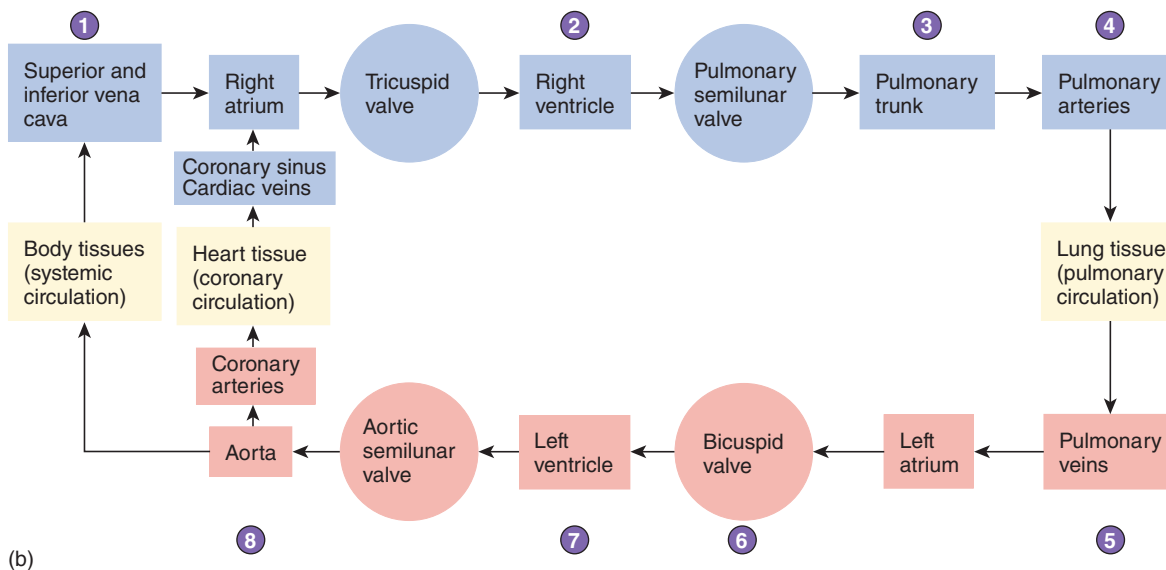 1
2
3
4
Superior and
inferior vena
cava
Right
atrium
Tricuspid
valve
Right
ventricle
Pulmonary
semilunar
valve
Pulmonary
trunk
Pulmonary
arteries
Coronary sinus
Cardiac veins
Body tissues
(systemic
circulation)
Heart tissue
(coronary
circulation)
Lung tissue
(pulmonary
circulation)
Coronary
arteries
Aorta
Aortic
semilunar
valve
Left
ventricle
Bicuspid
valve
Left
atrium
Pulmonary
veins
8
7
6
5
(b)